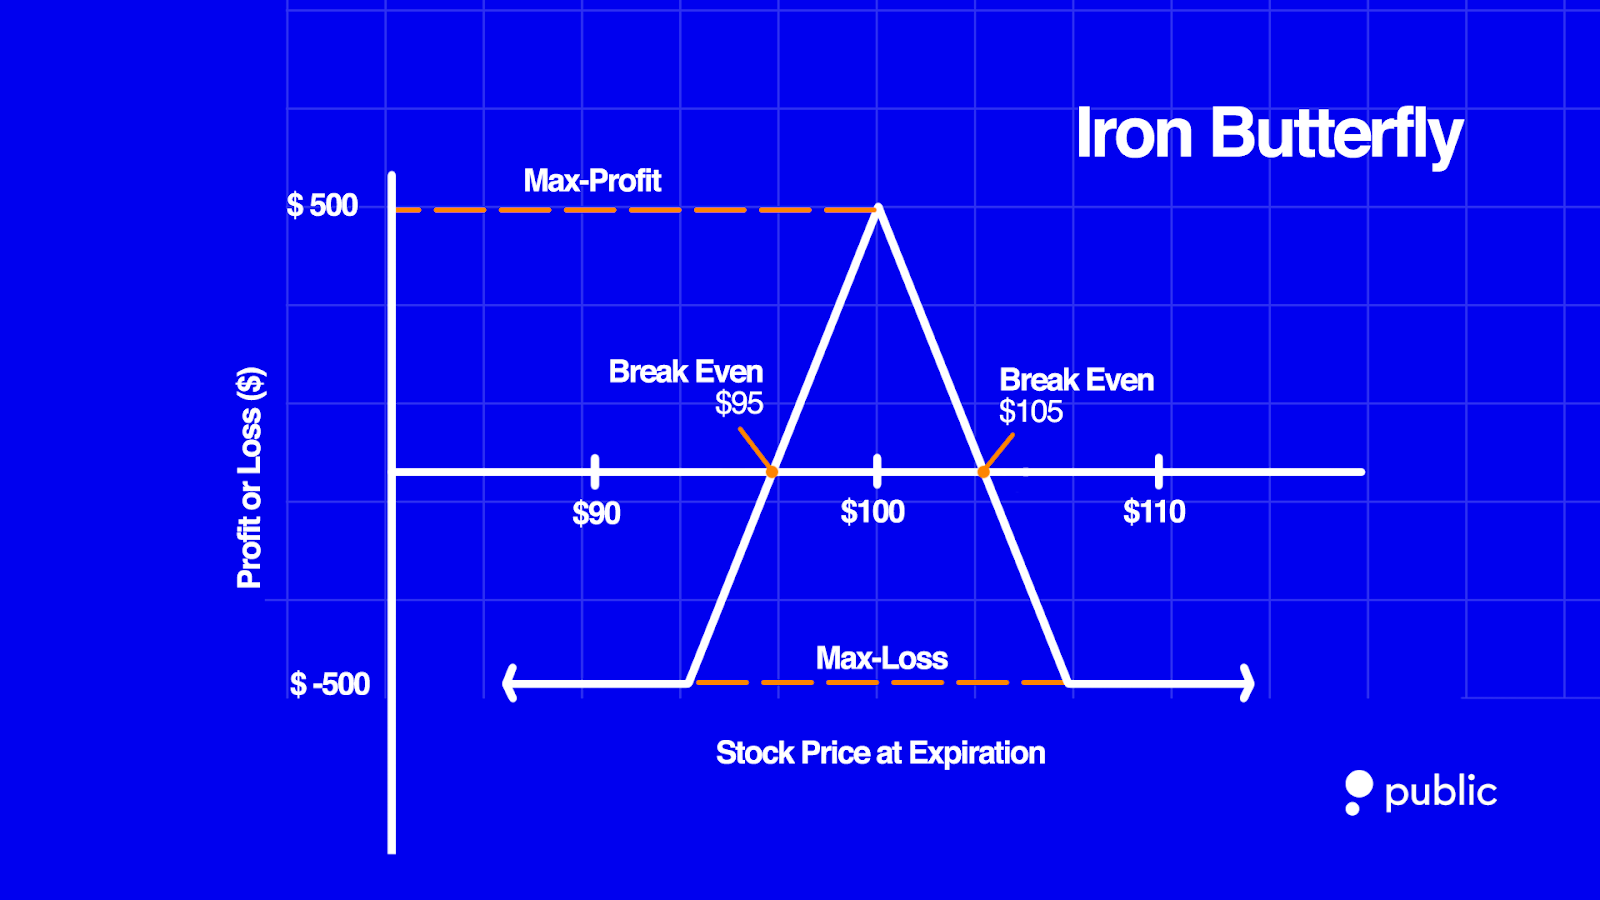 Iron Butterfly
Max-Profit
$ 500
Break Even
$95
Break Even
$105
Profit or Loss ($)
$90
$100
$110
Max-Loss
$ -500
Stock Price at Expiration
public